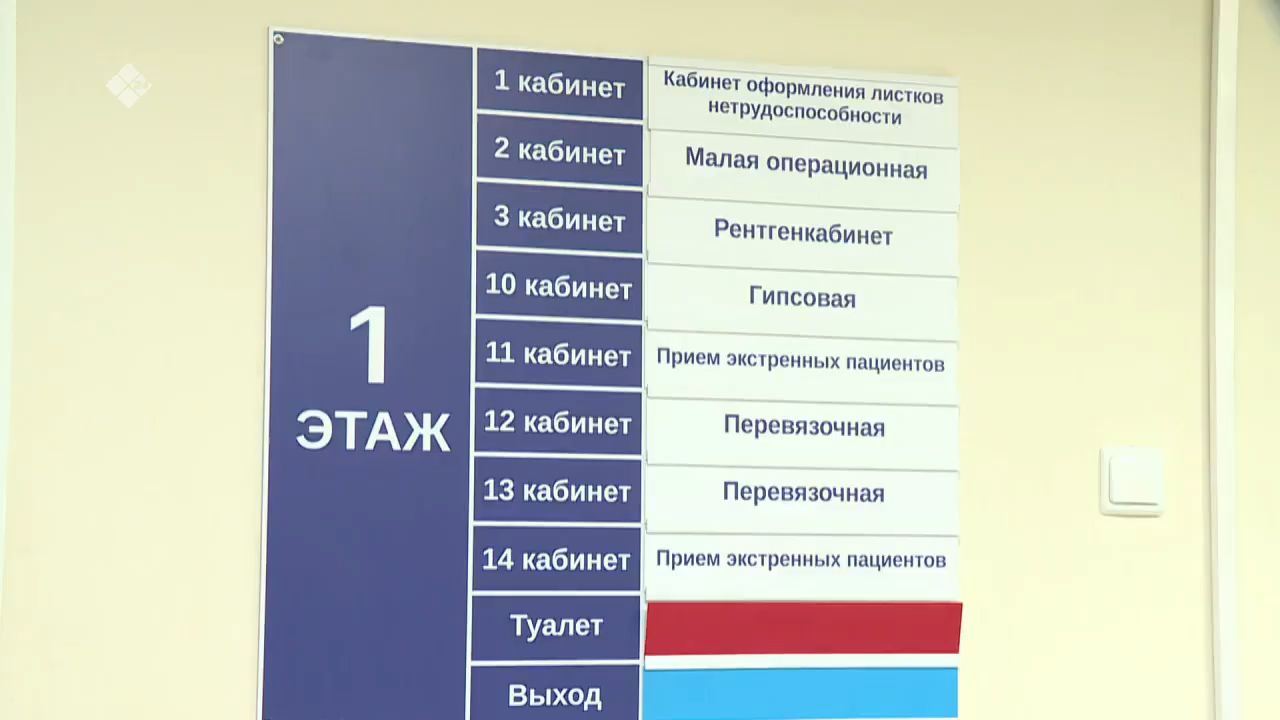 1
ЭТАЖ
1 кабинет
Кабинет оформления листков
нетрудоспособности
2 кабинет
Малая операционная
3 кабинет
Рентгенкабинет
10 кабинет
Гипсовая
11 кабинет
Прием экстренных пациентов
12 кабинет
Перевязочная
13 кабинет
Перевязочная
14 кабинет
Прием экстренных пациентов
Туалет
Выход